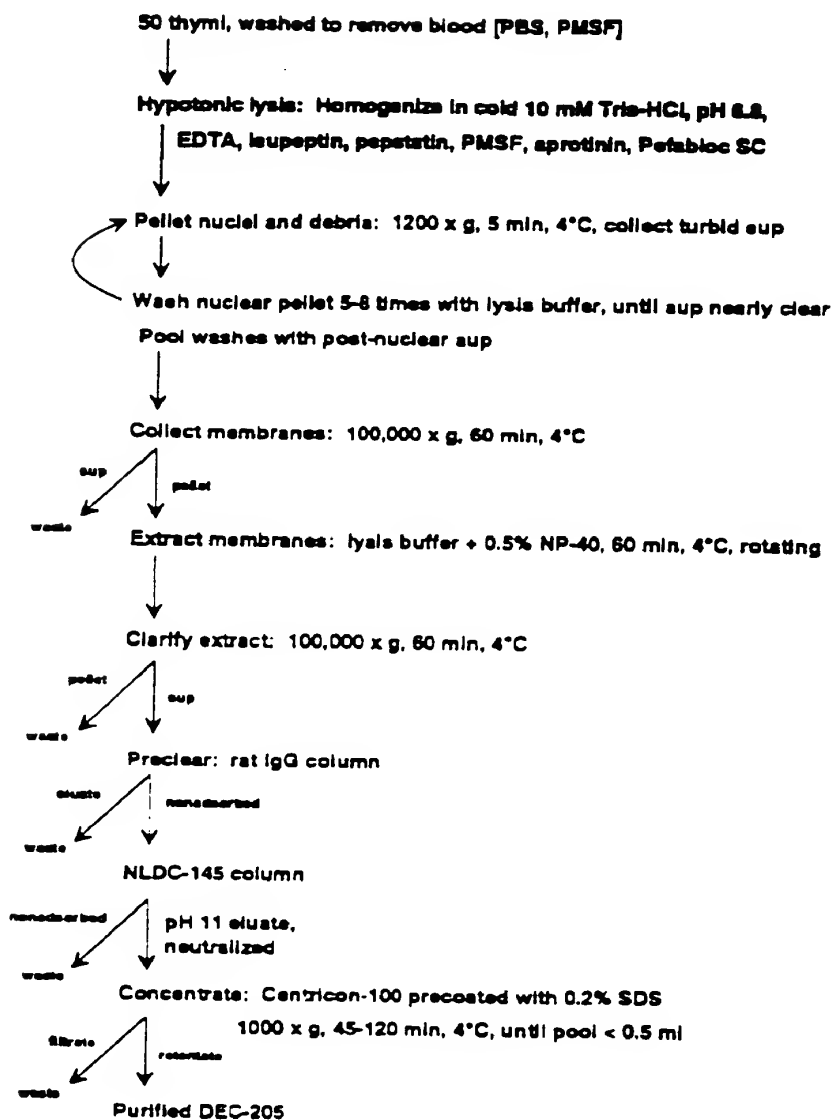 50 thymi, washed to remove blood [PBS, PMSF]
Hypotonic lysis: Homogenize in cold 10 mM Tris-HCl, pH 6.8,
EDTA, leupeptin, pepstatin, PMSF, aprotinin, Pefabloc SC
Pellet nuclei and debris: 1200 x g, 5 min, 4°C, collect turbid sup
Wash nuclear pellet 5-6 times with lysis buffer, until sup nearly clear
Pool washes with post-nuclear sup
Collect membranes: 100,000 x g, 60 min, 4°C
sup
pellet
waste
Extract membranes: lysis buffer + 0.5% NP-40, 60 min, 4°C, rotating
Clarify extract: 100,000 x g, 60 min, 4°C
pellet
sup
waste
Preclear: rat IgG column
eluate
nonadsorbed
waste
NLDC-145 column
nonadsorbed
pH 11 eluate,
neutralized
waste
Concentrate: Centricon-100 precoated with 0.2% SDS
1000 x g, 45-120 min, 4°C, until pool < 0.5 ml
filtrate
retentate
waste
Purified DEC-205